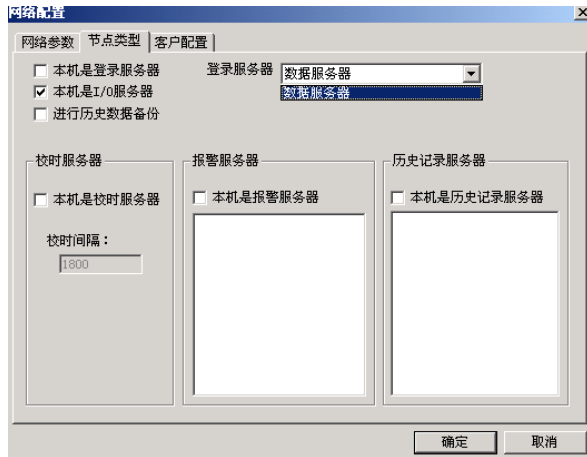 网络配置
网络参数 节点类型 客户配置
本机是登录服务器 登录服务器 数据服务器
本机是I/O服务器 数据服务器
进行历史数据备份
校时服务器 报警服务器 历史记录服务器
本机是校时服务器 本机是报警服务器 本机是历史记录服务器
校时间隔：
1800
确定 取消